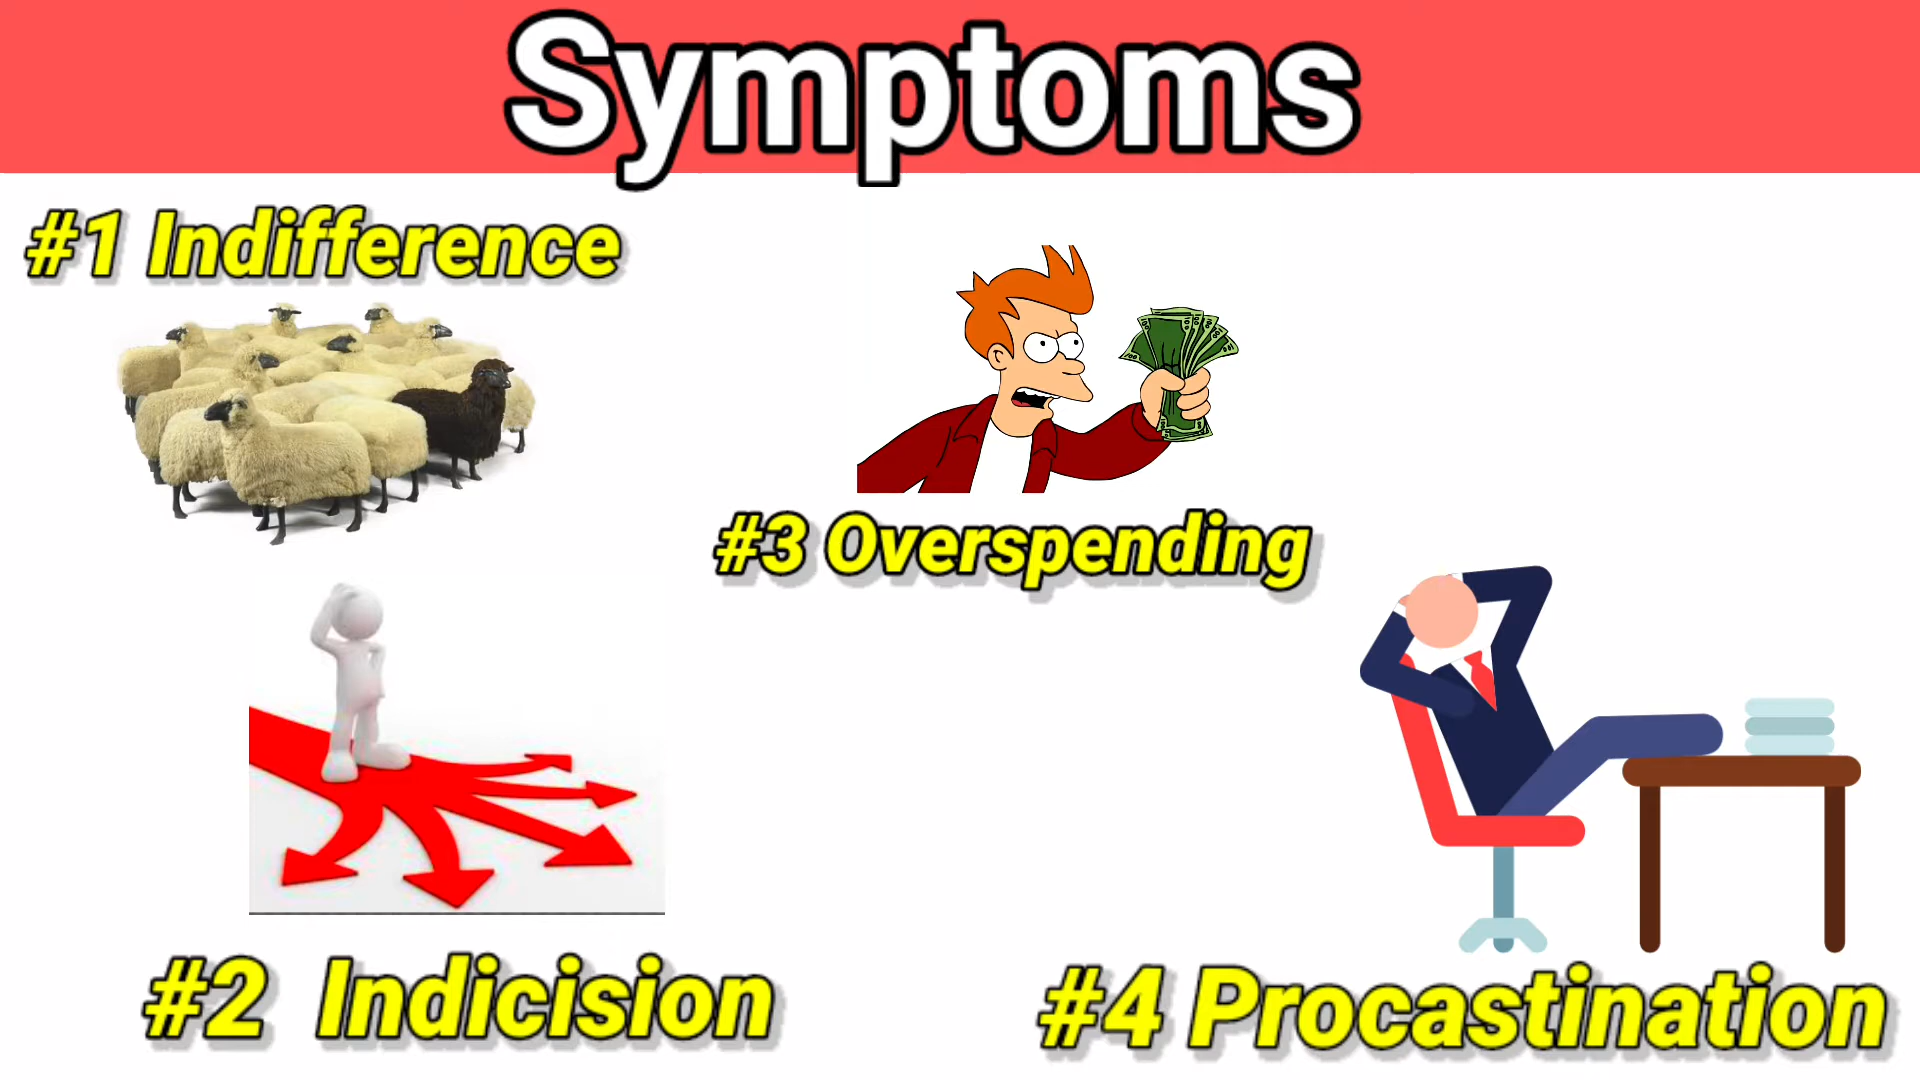 Symptoms
#1 Indifference
#2 Indicision
#3 Overspending
#4 Procastination